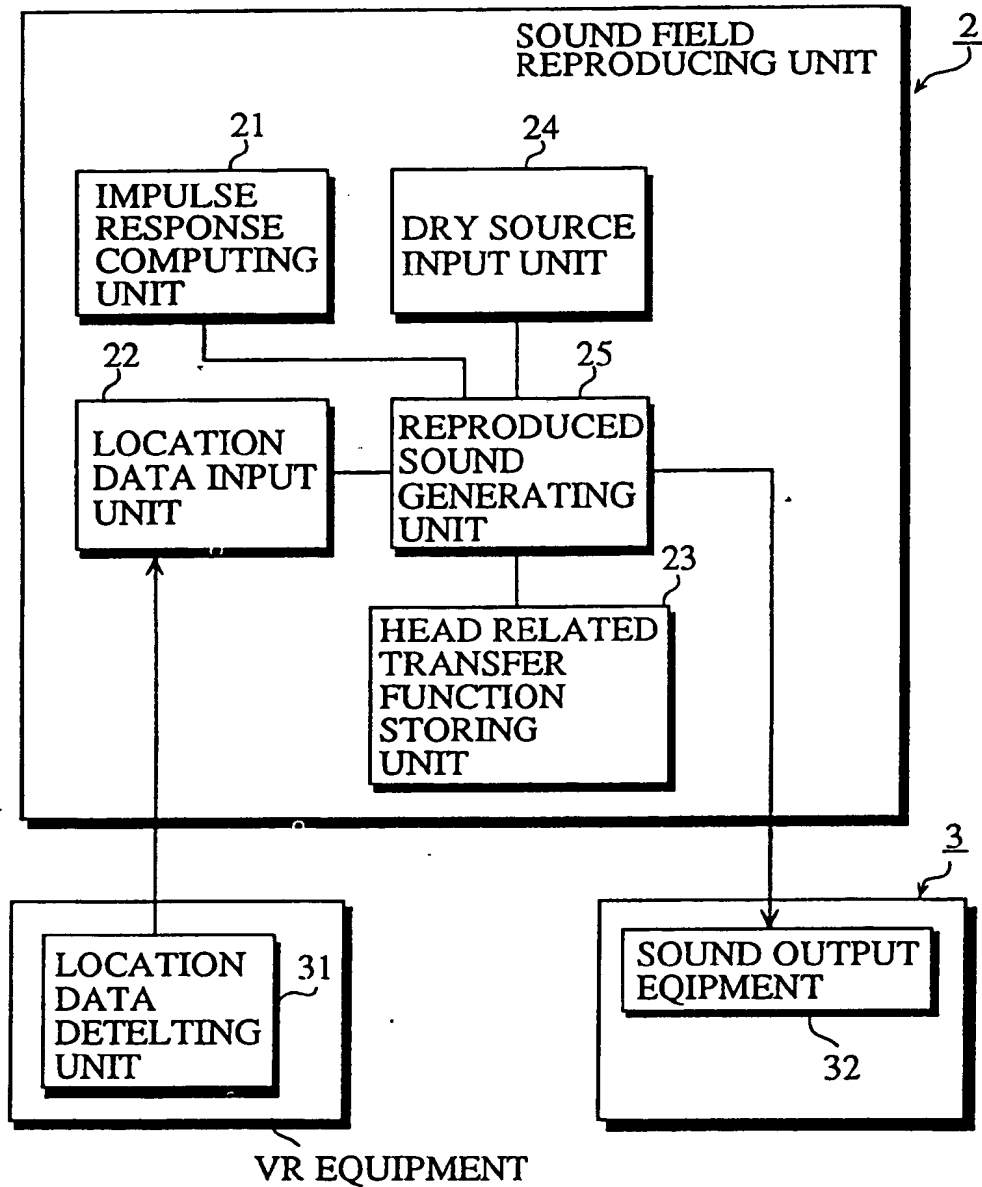 SOUND FIELD
REPRODUCING UNIT
2
21
IMPULSE
RESPONSE
COMPUTING
UNIT
24
DRY SOURCE
INPUT UNIT
22
LOCATION
DATA INPUT
UNIT
25
REPRODUCED
SOUND
GENERATING
UNIT
23
HEAD RELATED
TRANSFER
FUNCTION
STORING
UNIT
3
LOCATION
DATA
DETELTING
UNIT
31
SOUND OUTPUT
EQIPMENT
32
VR EQUIPMENT